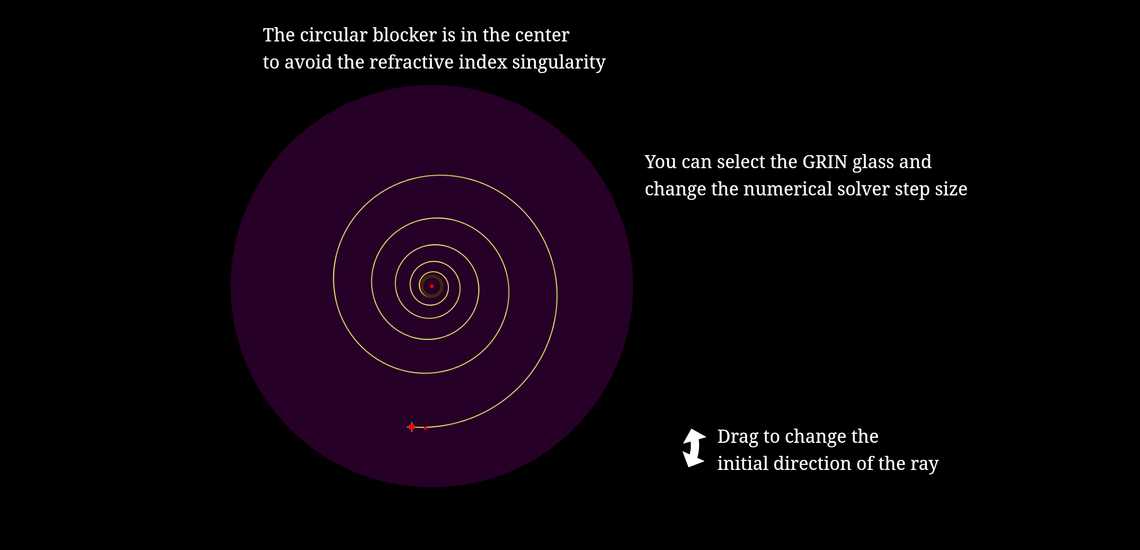 The circular blocker is in the center
to avoid the refractive index singularity
You can select the GRIN glass and
change the numerical solver step size
Drag to change the
initial direction of the ray